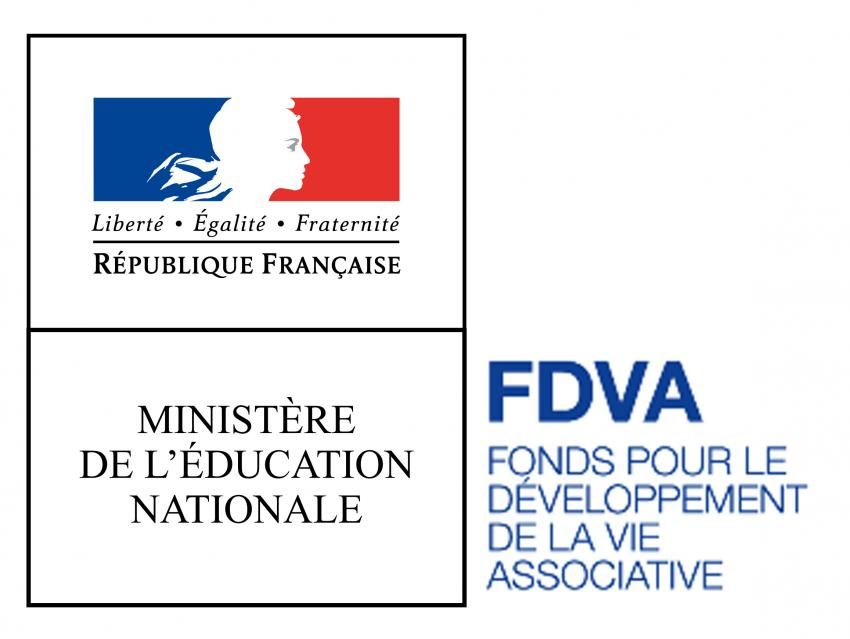 Liberté • Égalité • Fraternité
RÉPUBLIQUE FRANÇAISE
MINISTÈRE
DE L’ÉDUCATION
NATIONALE
FDVA
FONDS POUR LE
DÉVELOPPEMENT
DE LA VIE
ASSOCIATIVE